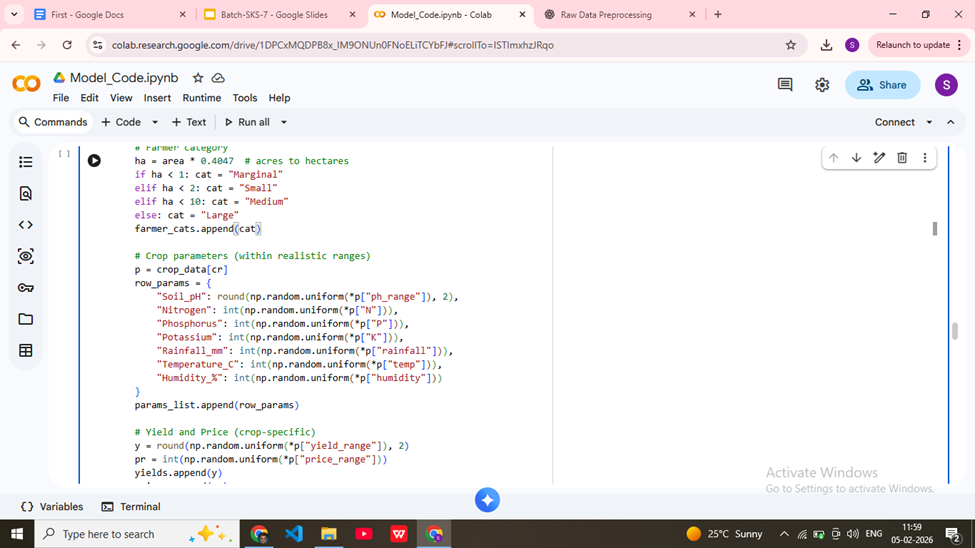 First - Google Docs
Batch-SKS-7 - Google Slides
Model_Code.ipynb - Colab
Raw Data Preprocessing
colab.research.google.com/drive/1DPCxMQDPB8x_IM9ONUn0FNoELiTCYbFJ#scrollTo=ISTlmxhzJRqo
S
Relaunch to update
CO
Model_Code.ipynb
File Edit View Insert Runtime Tools Help
Share
S
Commands + Code + Text Run all
Connect
[ ]
# Farmer category
ha = area * 0.4047  # acres to hectares
if ha < 1: cat = "Marginal"
elif ha < 2: cat = "Small"
elif ha < 10: cat = "Medium"
else: cat = "Large"
farmer_cats.append(cat)
# Crop parameters (within realistic ranges)
p = crop_data[cr]
row_params = {
"Soil_pH": round(np.random.uniform(*p["ph_range"]), 2),
"Nitrogen": int(np.random.uniform(*p["N"])),
"Phosphorus": int(np.random.uniform(*p["P"])),
"Potassium": int(np.random.uniform(*p["K"])),
"Rainfall_mm": int(np.random.uniform(*p["rainfall"])),
"Temperature_C": int(np.random.uniform(*p["temp"])),
"Humidity_%": int(np.random.uniform(*p["humidity"]))
}
params_list.append(row_params)
# Yield and Price (crop-specific)
y = round(np.random.uniform(*p["yield_range"]), 2)
pr = int(np.random.uniform(*p["price_range"]))
yields.append(y)
Activate Windows
Go to Settings to activate Windows.
Variables Terminal
Type here to search
25°C Sunny
ENG
11:59
05-02-2026
2